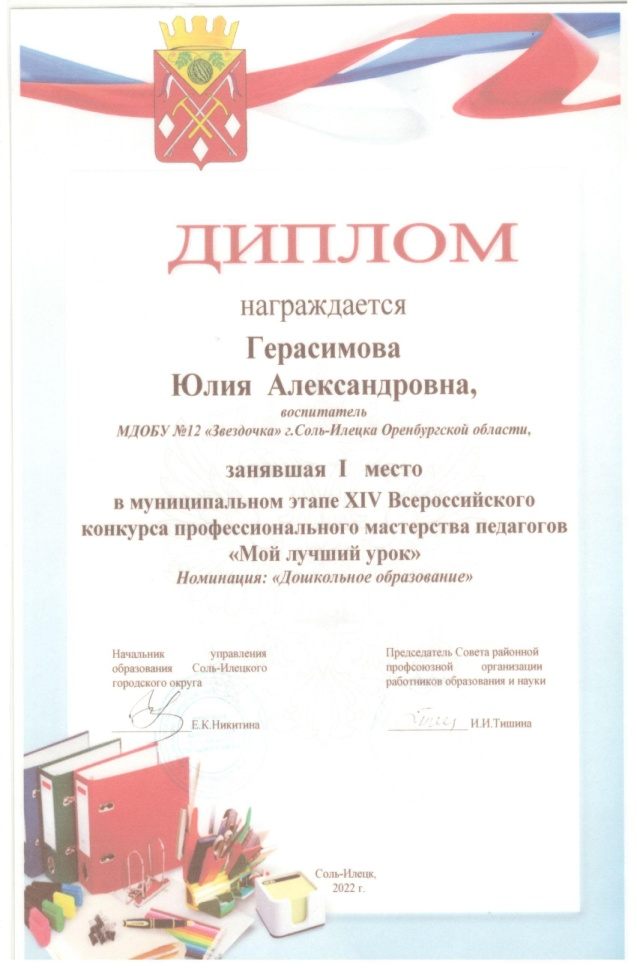 ДИПЛОМ
награждается
Герасимова
Юлия Александровна,
воспитатель
МДОБУ №12 «Звездочка» г.Соль-Илецка Оренбургской области,
занявшая I место
в муниципальном этапе XIV Всероссийского
конкурса профессионального мастерства педагогов
«Мой лучший урок»
Номинация: «Дошкольное образование»
Начальник управления
образования Соль-Илецкого
городского округа
Е.К.Никитина
Председатель Совета районной
профсоюзной организации
работников образования и науки
И.И.Тишина
Соль-Илецк,
2022 г.